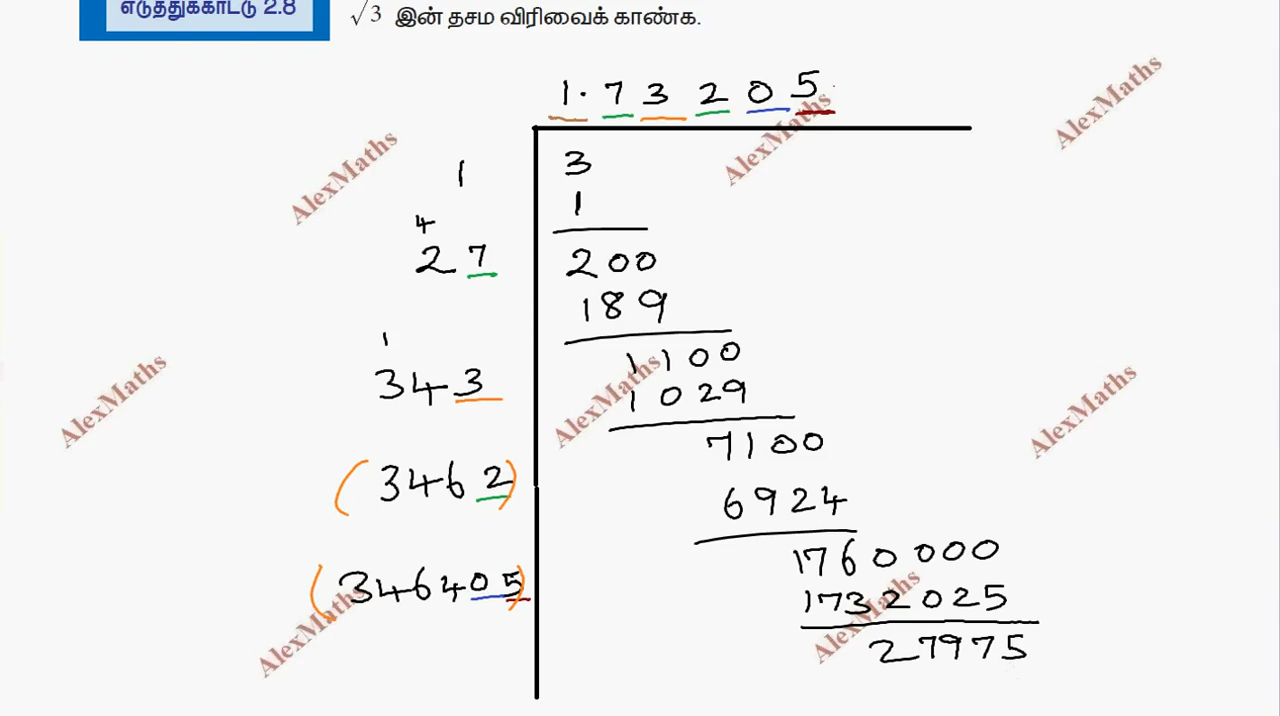 எடுத்துக்காட்டு 2.8
√3 இன் தசம விரிவைக் காண்க.
1.73205
1
3
1
4
27
200
189
1
343
1100
1029
7100
(3462)
6924
1760000
(346405)
1732025
27975
AlexMaths
AlexMaths
AlexMaths
AlexMaths
AlexMaths
AlexMaths
AlexMaths
AlexMaths